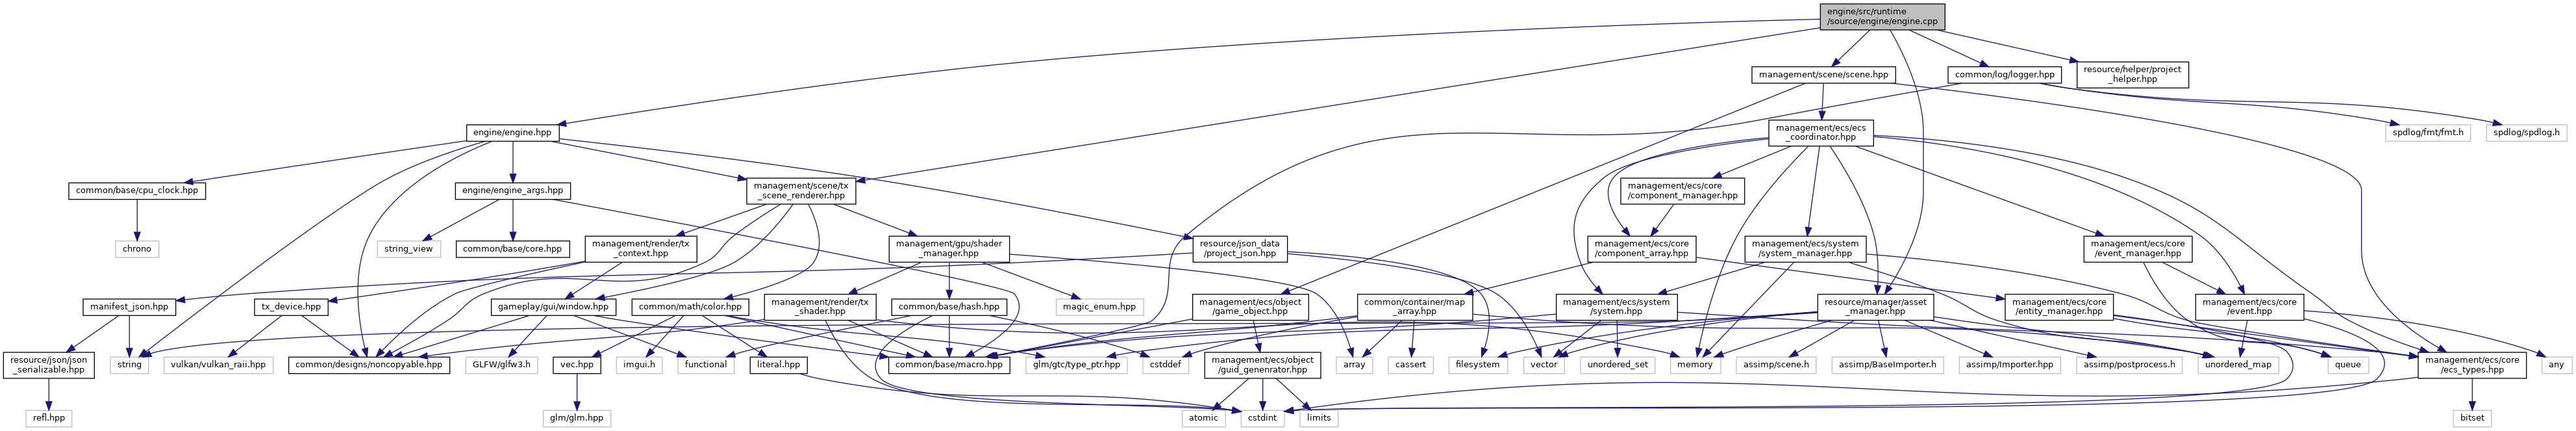 engine/src/runtime
/source/engine/engine.cpp
management/scene/scene.hpp
common/log/logger.hpp
resource/helper/project
_helper.hpp
engine/engine.hpp
management/ecs/ecs
_coordinator.hpp
spdlog/fmt/fmt.h
spdlog/spdlog.h
common/base/cpu_clock.hpp
engine/engine_args.hpp
management/scene/tx
_scene_renderer.hpp
management/ecs/core
/component_manager.hpp
chrono
string_view
common/base/core.hpp
management/render/tx
_context.hpp
management/gpu/shader
_manager.hpp
resource/json_data
/project_json.hpp
management/ecs/core
/component_array.hpp
management/ecs/system
/system_manager.hpp
management/ecs/core
/event_manager.hpp
manifest_json.hpp
tx_device.hpp
gameplay/gui/window.hpp
common/math/color.hpp
management/render/tx
_shader.hpp
common/base/hash.hpp
magic_enum.hpp
management/ecs/object
/game_object.hpp
common/container/map
_array.hpp
management/ecs/system
/system.hpp
resource/manager/asset
_manager.hpp
management/ecs/core
/entity_manager.hpp
management/ecs/core
/event.hpp
resource/json/json
_serializable.hpp
string
vulkan/vulkan_raii.hpp
common/designs/noncopyable.hpp
GLFW/glfw3.h
vec.hpp
imgui.h
functional
literal.hpp
common/base/macro.hpp
glm/gtc/type_ptr.hpp
cstddef
management/ecs/object
/guid_genenrator.hpp
array
cassert
filesystem
vector
unordered_set
memory
assimp/scene.h
assimp/BaseImporter.h
assimp/Importer.hpp
assimp/postprocess.h
unordered_map
queue
management/ecs/core
/ecs_types.hpp
any
refl.hpp
glm/glm.hpp
atomic
cstdint
limits
bitset